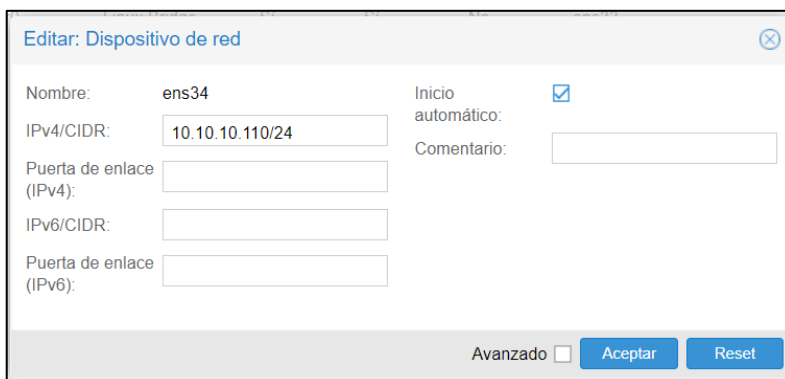 Editar: Dispositivo de red
Nombre: ens34
IPv4/CIDR: 10.10.10.110/24
Puerta de enlace
(IPv4):
IPv6/CIDR:
Puerta de enlace
(IPv6):
Inicio
automático:
Comentario:
Avanzado Aceptar Reset